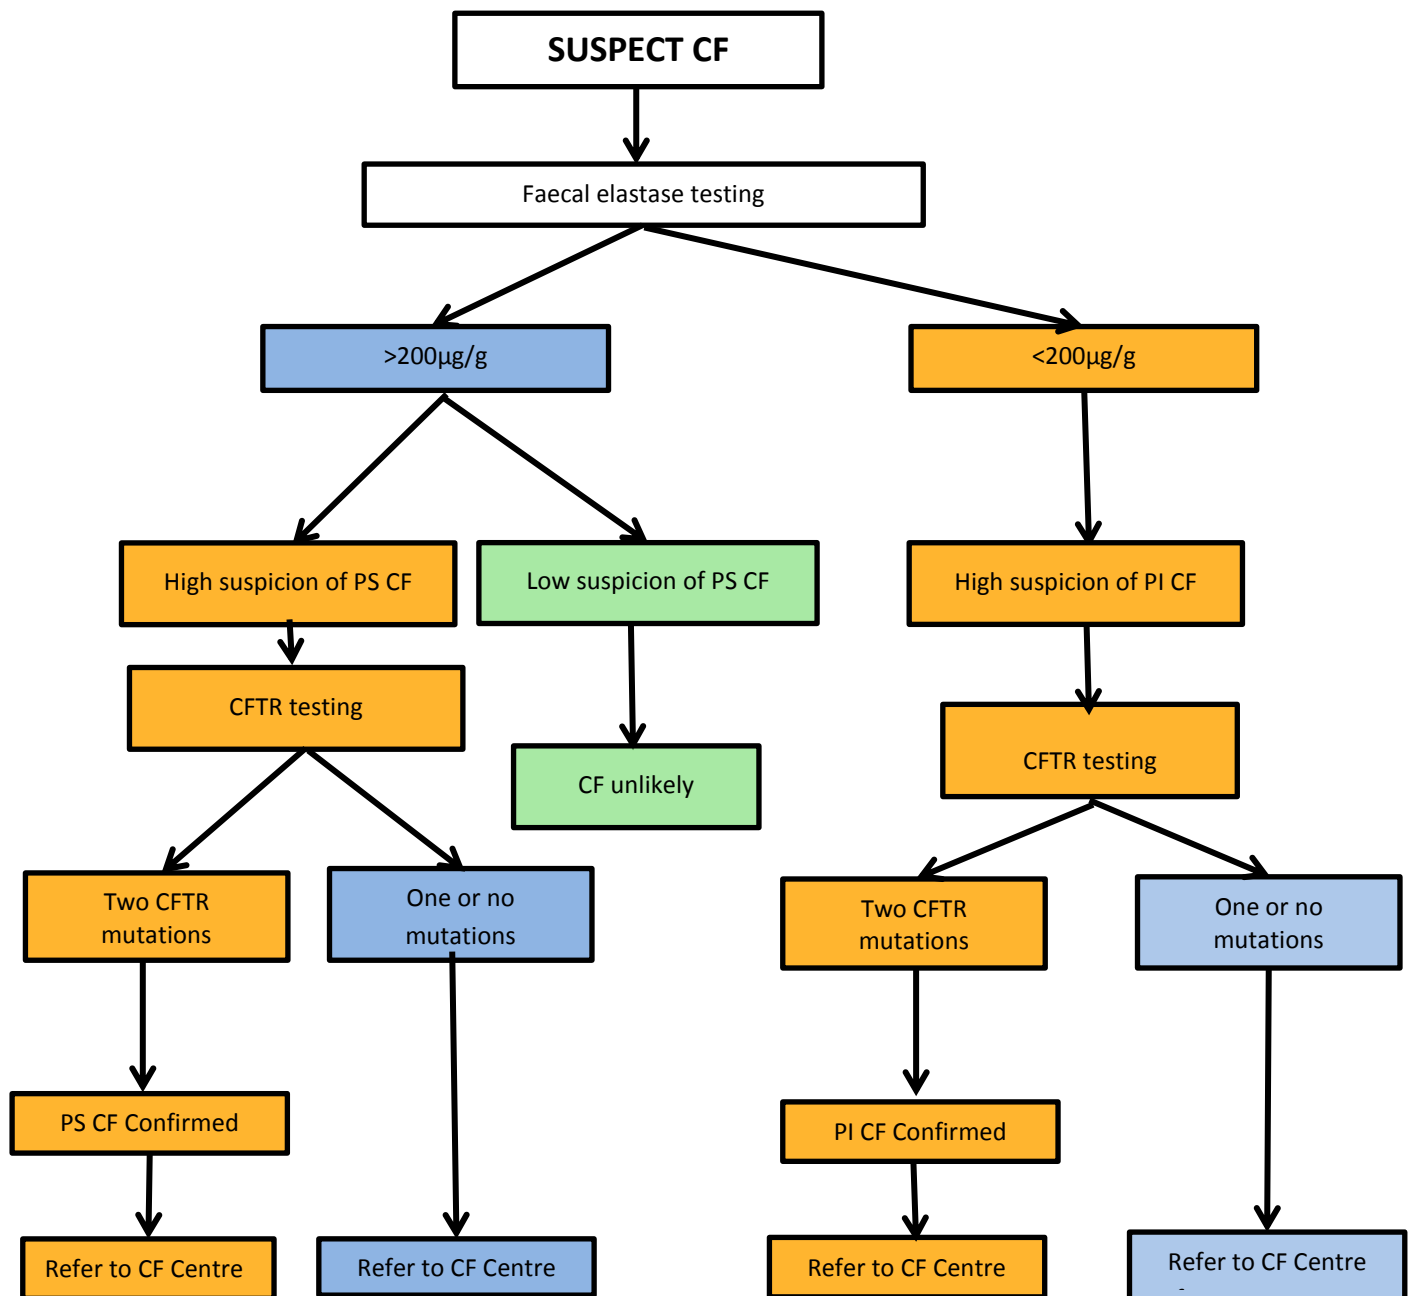 SUSPECT CF
Faecal elastase testing
>200µg/g
<200µg/g
High suspicion of PS CF
Low suspicion of PS CF
High suspicion of PI CF
CFTR testing
CF unlikely
CFTR testing
Two CFTR
mutations
One or no
mutations
Two CFTR
mutations
One or no
mutations
PS CF Confirmed
PI CF Confirmed
Refer to CF Centre
Refer to CF Centre
Refer to CF Centre
Refer to CF Centre